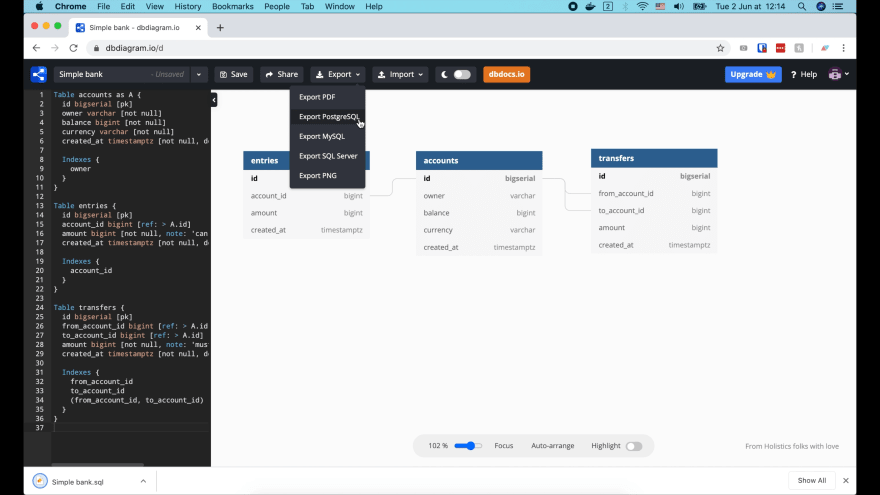 Chrome File Edit View History Bookmarks People Tab Window Help
2 Tue 2 Jun at 12:14
Simple bank - dbdiagram.io
dbdiagram.io/d
Simple bank - Unsaved Save Share Export Import dbdocs.io Upgrade ? Help
Export PDF
Export PostgreSQL
Export MySQL
Export SQL Server
Export PNG
1 Table accounts as A {
2 id bigserial [pk]
3 owner varchar [not null]
4 balance bigint [not null]
5 currency varchar [not null]
6 created_at timestamptz [not null, d
7
8 Indexes {
9 owner
10 }
11 }
12
13 Table entries {
14 id bigserial [pk]
15 account_id bigint [ref: > A.id]
16 amount bigint [not null, note: 'can
17 created_at timestamptz [not null, d
18
19 Indexes {
20 account_id
21 }
22 }
23
24 Table transfers {
25 id bigserial [pk]
26 from_account_id bigint [ref: > A.id
27 to_account_id bigint [ref: > A.id]
28 amount bigint [not null, note: 'mus
29 created_at timestamptz [not null, d
30
31 Indexes {
32 from_account_id
33 to_account_id
34 (from_account_id, to_account_id)
35 }
36 }
37
entries
id
account_id bigint
amount bigint
created_at timestamptz
accounts
id bigserial
owner varchar
balance bigint
currency varchar
created_at timestamptz
transfers
id bigserial
from_account_id bigint
to_account_id bigint
amount bigint
created_at timestamptz
102 % Focus Auto-arrange Highlight
From Holistics folks with love
Simple bank.sql
Show All